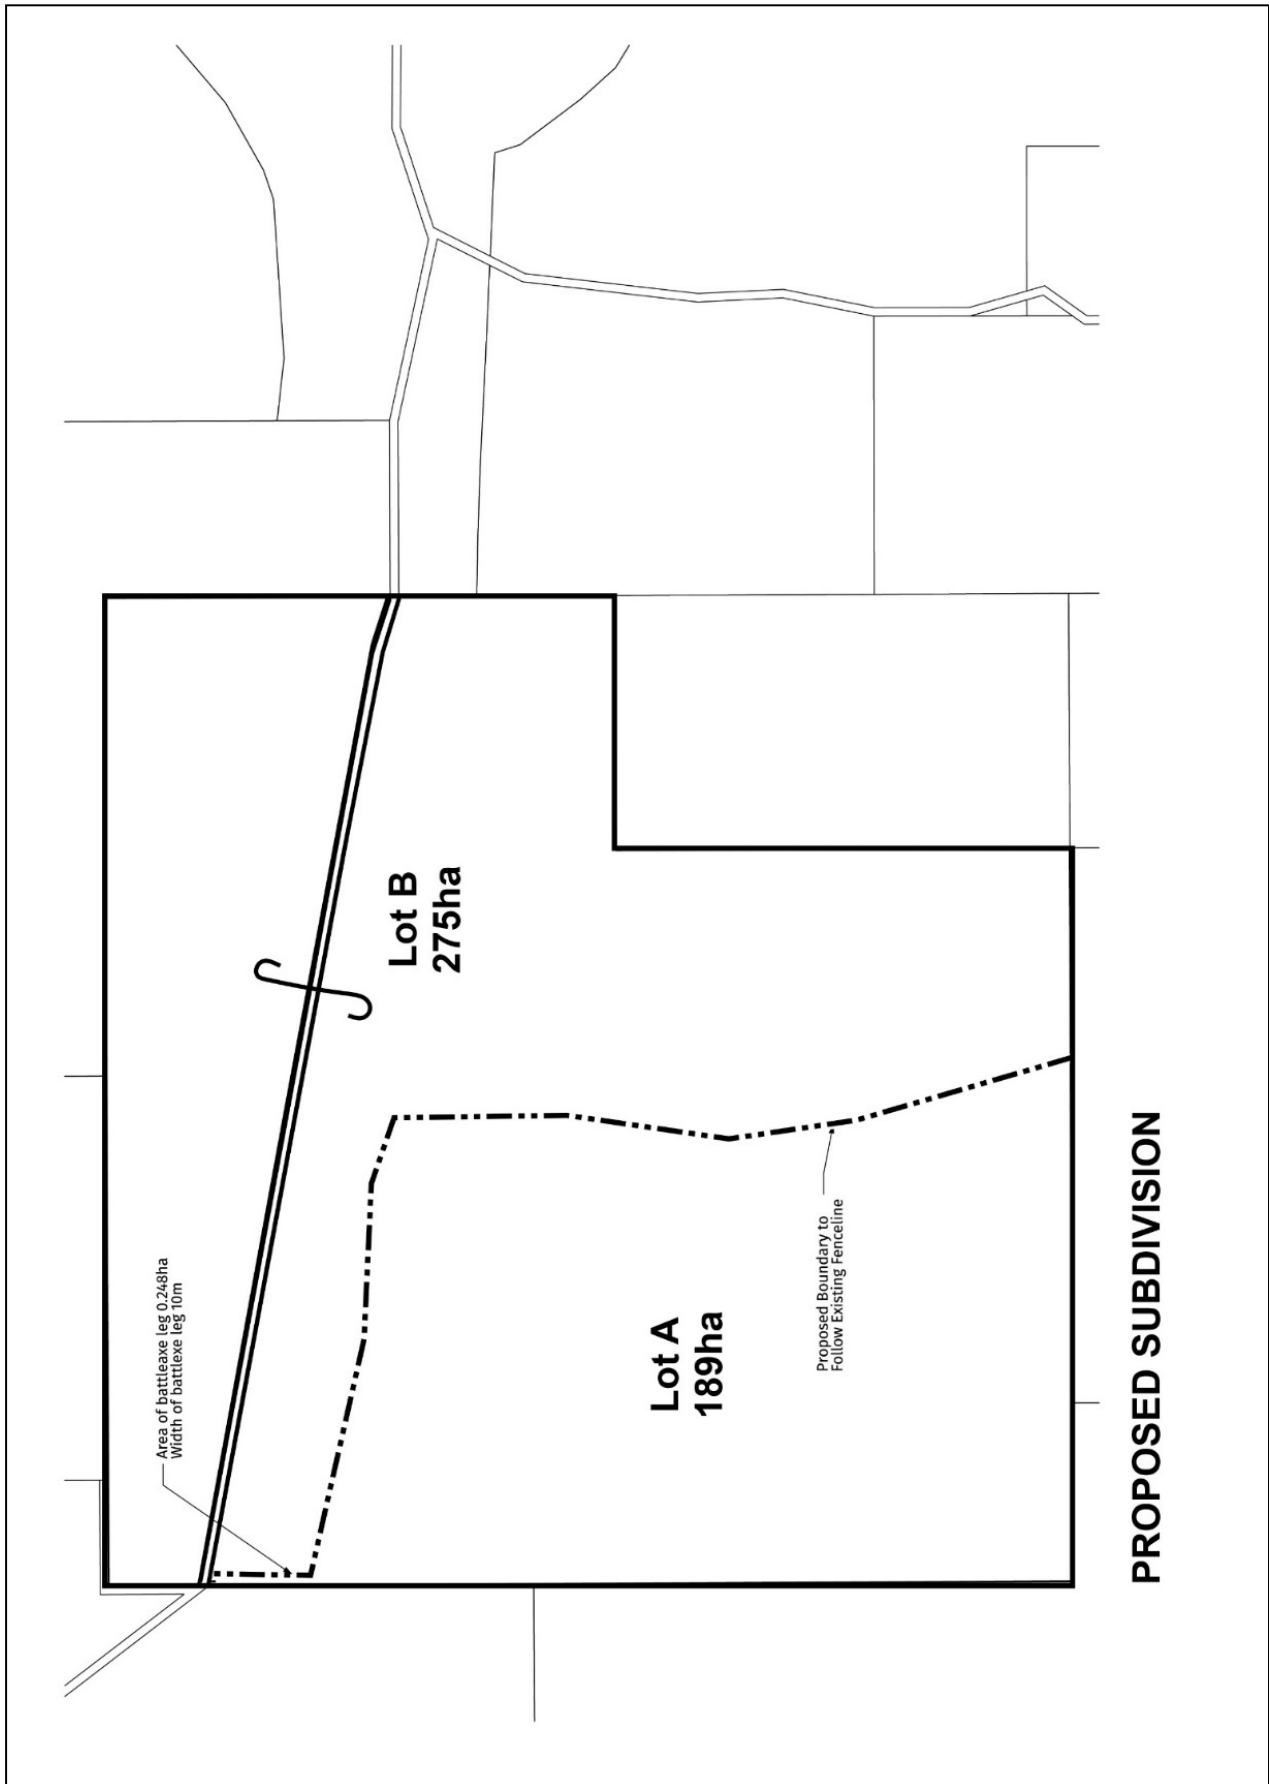 Area of battleaxe leg 0.248ha
Width of battlexe leg 10m
Lot B
275ha
Lot A
189ha
Proposed Boundary to
Follow Existing Fenceline
PROPOSED SUBDIVISION